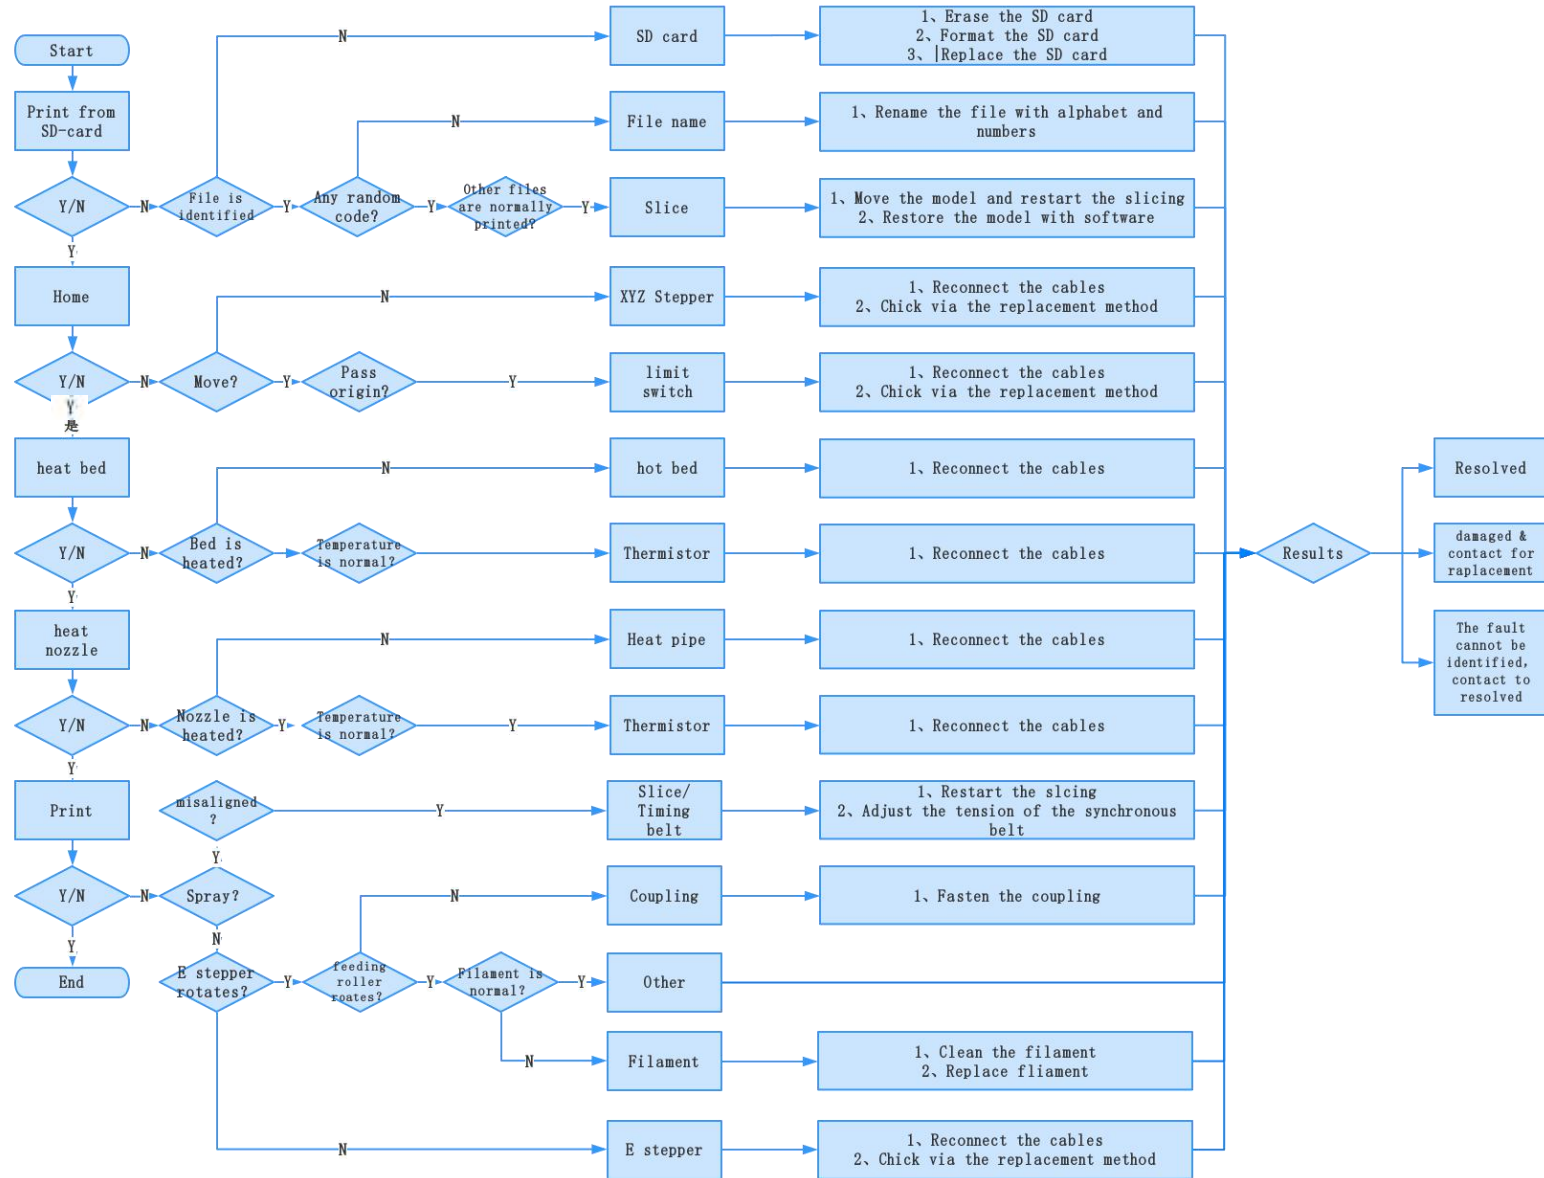 Start
Print from
SD-card
Y/N
N
File is
identified
Y
Any random
code?
Y
Other files
are normally
printed?
Y
Slice
1、Move the model and restart the slicing
2、Restore the model with software
N
SD card
1、Erase the SD card
2、Format the SD card
3、|Replace the SD card
N
File name
1、Rename the file with alphabet and
numbers
Y
Home
Y/N
N
Move?
Y
Pass
origin?
Y
limit
switch
1、Reconnect the cables
2、Chick via the replacement method
N
XYZ Stepper
1、Reconnect the cables
2、Chick via the replacement method
Y
是
heat bed
Y/N
N
Bed is
heated?
Temperature
is normal?
Thermistor
1、Reconnect the cables
N
hot bed
1、Reconnect the cables
Y
heat
nozzle
Y/N
N
Nozzle is
heated?
Y
Temperature
is normal?
Y
Thermistor
1、Reconnect the cables
N
Heat pipe
1、Reconnect the cables
Y
Print
Y/N
N
Spray?
Y
misaligned
?
Y
Slice/
Timing
belt
1、Restart the slcing
2、Adjust the tension of the synchronous
belt
Y
End
N
E stepper
rotates?
Y
feeding
roller
roates?
Y
Filament is
normal?
Y
Other
N
Coupling
1、Fasten the coupling
N
Filament
1、Clean the filament
2、Replace fliament
N
E stepper
1、Reconnect the cables
2、Chick via the replacement method
Results
Resolved
damaged &
contact for
raplacement
The fault
cannot be
identified,
contact to
resolved